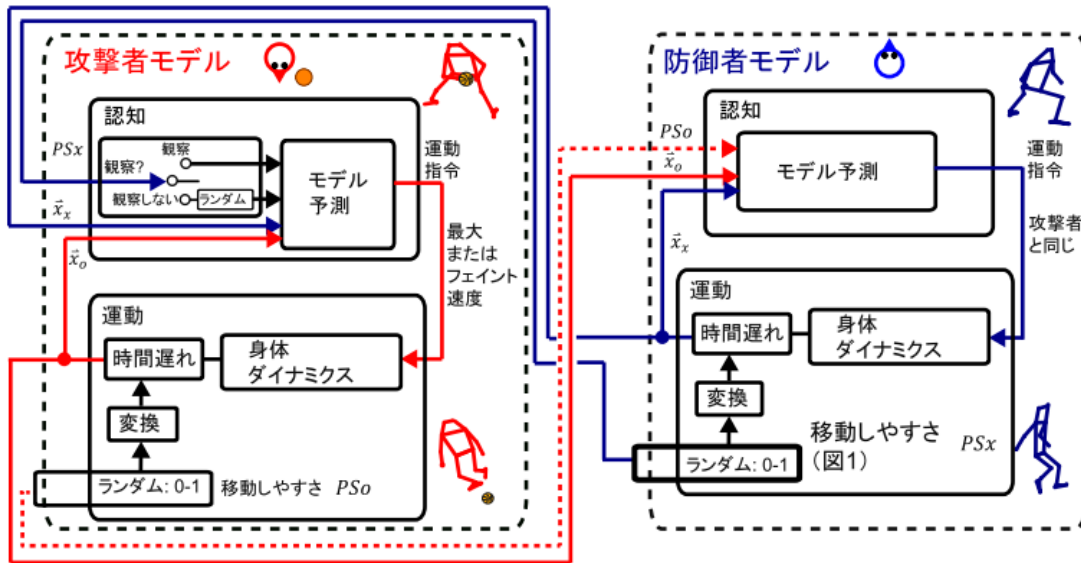 攻撃者モデル
認知
PSx
観察?
観察
観察しない
ランダム
モデル
予測
運動
指令
x⃗x
x⃗o
最大
または
フェイント
速度
運動
時間遅れ
身体
ダイナミクス
変換
ランダム: 0-1
移動しやすさ PSo
防御者モデル
認知
PSo
x⃗o
モデル予測
運動
指令
x⃗x
攻撃者
と同じ
運動
時間遅れ
身体
ダイナミクス
変換
移動しやすさ
(図1)
PSx
ランダム: 0-1